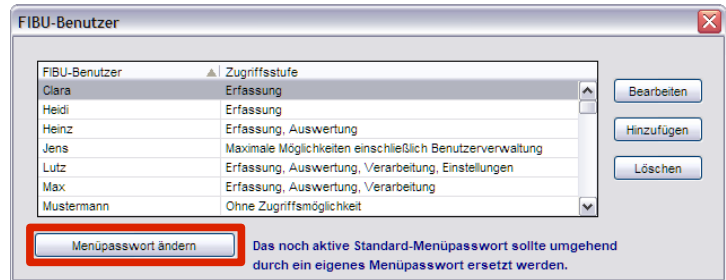 FIBU-Benutzer
FIBU-Benutzer Zugriffsstufe
Clara Erfassung
Bearbeiten
Heidi Erfassung
Heinz Erfassung, Auswertung
Hinzufügen
Jens Maximale Möglichkeiten einschließlich Benutzerverwaltung
Lutz Erfassung, Auswertung, Verarbeitung, Einstellungen
Löschen
Max Erfassung, Auswertung, Verarbeitung
Mustermann Ohne Zugriffsmöglichkeit
Menüpasswort ändern
Das noch aktive Standard-Menüpasswort sollte umgehend
durch ein eigenes Menüpasswort ersetzt werden.